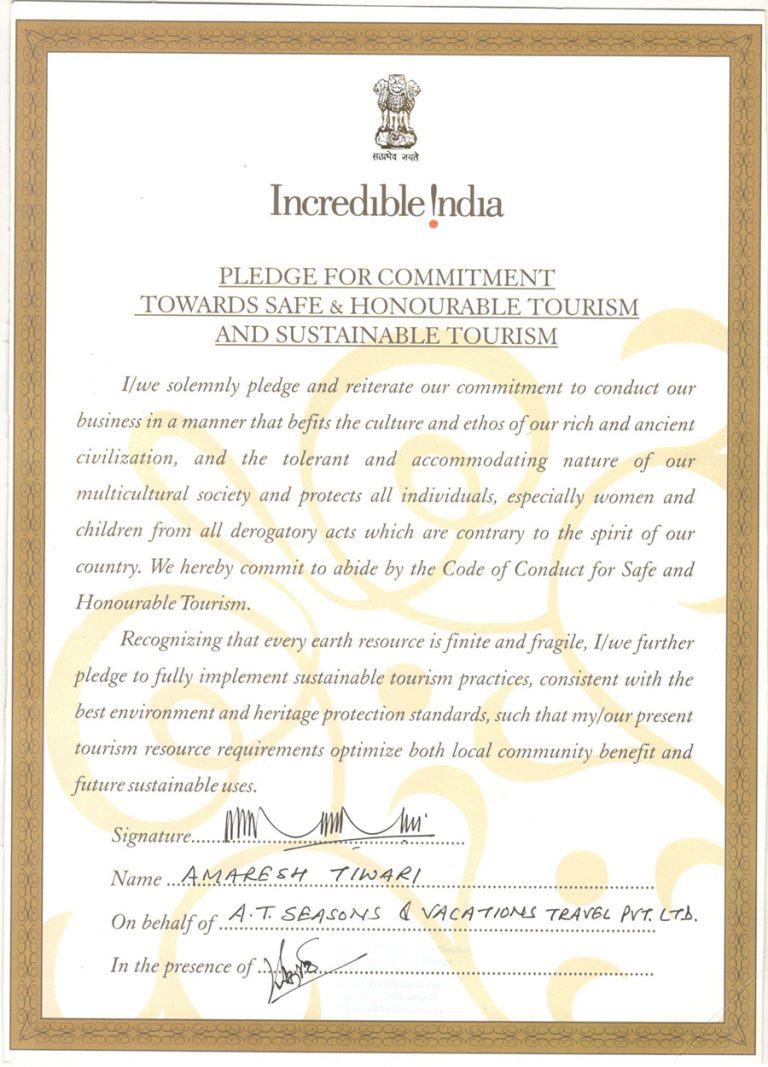 सत्यमेव जयते
Incredible !ndia
PLEDGE FOR COMMITMENT
TOWARDS SAFE & HONOURABLE TOURISM
AND SUSTAINABLE TOURISM
I/we solemnly pledge and reiterate our commitment to conduct our
business in a manner that befits the culture and ethos of our rich and ancient
civilization, and the tolerant and accommodating nature of our
multicultural society and protects all individuals, especially women and
children from all derogatory acts which are contrary to the spirit of our
country. We hereby commit to abide by the Code of Conduct for Safe and
Honourable Tourism.
Recognizing that every earth resource is finite and fragile, I/we further
pledge to fully implement sustainable tourism practices, consistent with the
best environment and heritage protection standards, such that my/our present
tourism resource requirements optimize both local community benefit and
future sustainable uses.
Signature
Name AMARESH TIWARI
On behalf of A.T. SEASONS & VACATIONS TRAVEL PVT. LTD.
In the presence of